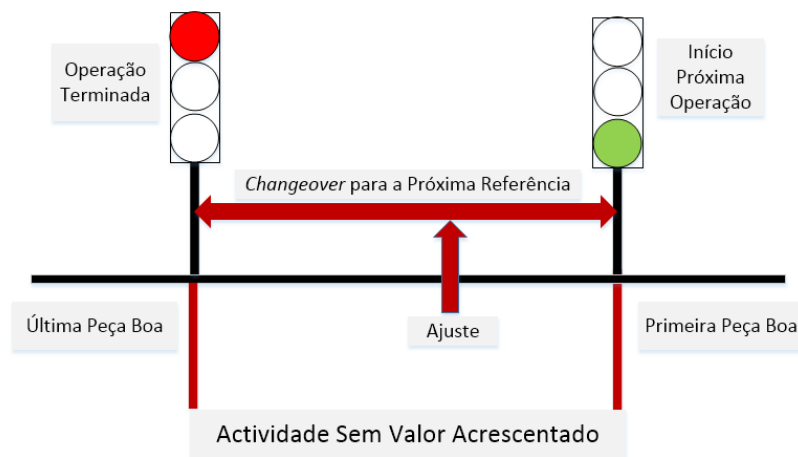 Operação
Terminada
Início
Próxima
Operação
Changeover para a Próxima Referência
Última Peça Boa
Ajuste
Primeira Peça Boa
Actividade Sem Valor Acrescentado